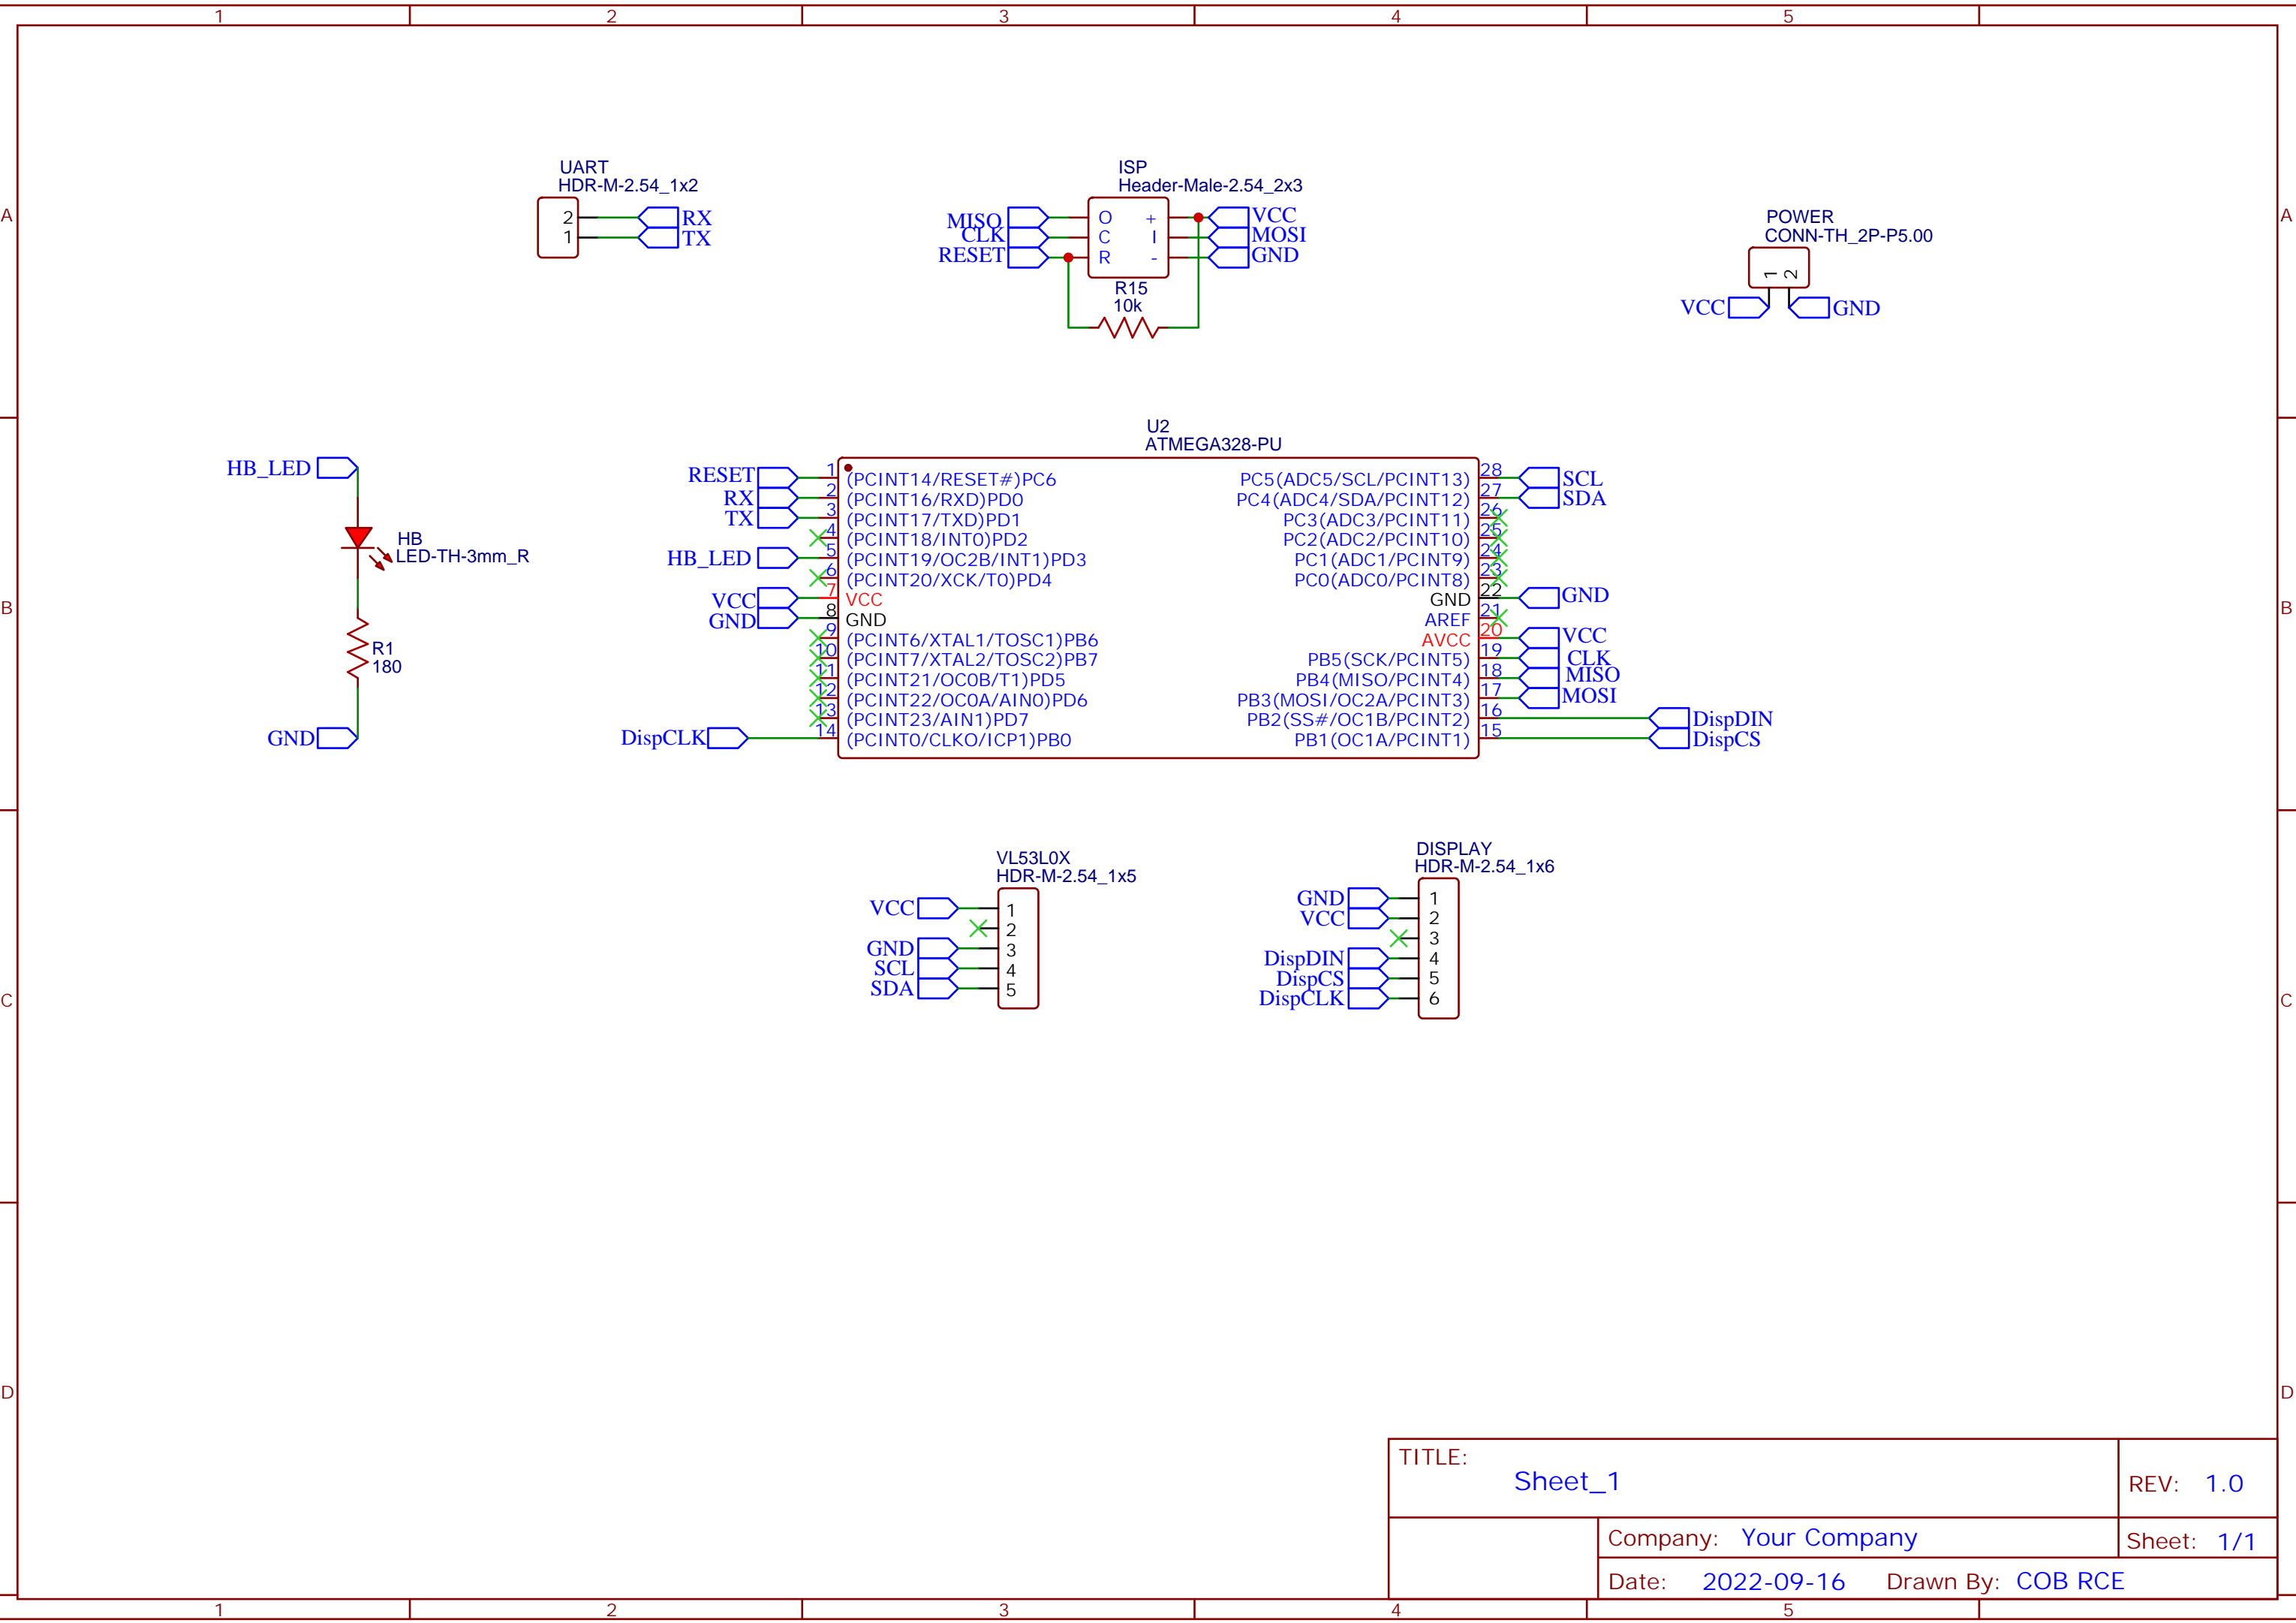 1 2 3 4 5
A A
UART
HDR-M-2.54_1x2
2 RX
1 TX
ISP
Header-Male-2.54_2x3
MISO O + VCC
CLK C I MOSI
RESET R - GND
R15
10k
POWER
CONN-TH_2P-P5.00
1 2
VCC GND
HB_LED
HB
LED-TH-3mm_R
R1
180
GND
B B
U2
ATMEGA328-PU
RESET 1 (PCINT14/RESET#)PC6 PC5(ADC5/SCL/PCINT13) 28 SCL
RX 2 (PCINT16/RXD)PD0 PC4(ADC4/SDA/PCINT12) 27 SDA
TX 3 (PCINT17/TXD)PD1 PC3(ADC3/PCINT11) 26
4 (PCINT18/INT0)PD2 PC2(ADC2/PCINT10) 25
HB_LED 5 (PCINT19/OC2B/INT1)PD3 PC1(ADC1/PCINT9) 24
6 (PCINT20/XCK/T0)PD4 PC0(ADC0/PCINT8) 23
VCC 7 VCC GND 22 GND
GND 8 GND AREF 21
9 (PCINT6/XTAL1/TOSC1)PB6 AVCC 20 VCC
10 (PCINT7/XTAL2/TOSC2)PB7 PB5(SCK/PCINT5) 19 CLK
11 (PCINT21/OC0B/T1)PD5 PB4(MISO/PCINT4) 18 MISO
12 (PCINT22/OC0A/AIN0)PD6 PB3(MOSI/OC2A/PCINT3) 17 MOSI
13 (PCINT23/AIN1)PD7 PB2(SS#/OC1B/PCINT2) 16 DispDIN
DispCLK 14 (PCINT0/CLKO/ICP1)PB0 PB1(OC1A/PCINT1) 15 DispCS
VL53L0X
HDR-M-2.54_1x5
VCC 1
2
GND 3
SCL 4
SDA 5
DISPLAY
HDR-M-2.54_1x6
GND 1
VCC 2
3
DispDIN 4
DispCS 5
DispCLK 6
C C
D D
TITLE:
Sheet_1
REV: 1.0
Company: Your Company
Sheet: 1/1
Date: 2022-09-16 Drawn By: COB RCE
1 2 3 4 5